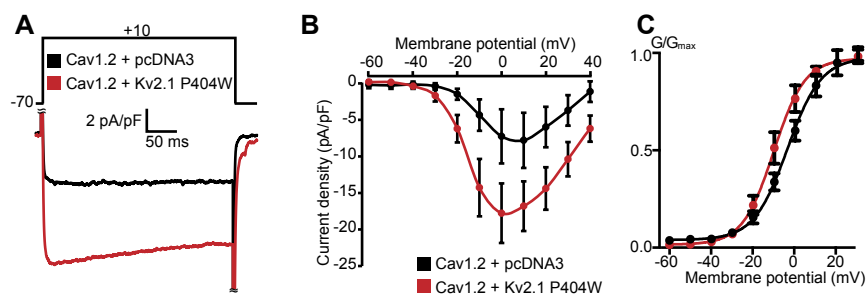 A
+10
Cav1.2 + pcDNA3
Cav1.2 + Kv2.1 P404W
-70
2 pA/pF
50 ms
B
Membrane potential (mV)
-60 -40 -20 0 20 40
0
-5
-10
-15
-20
-25
Current density (pA/pF)
Cav1.2 + pcDNA3
Cav1.2 + Kv2.1 P404W
C
G/Gmax
1.0
0.5
0.0
-60 -40 -20 0 20
Membrane potential (mV)